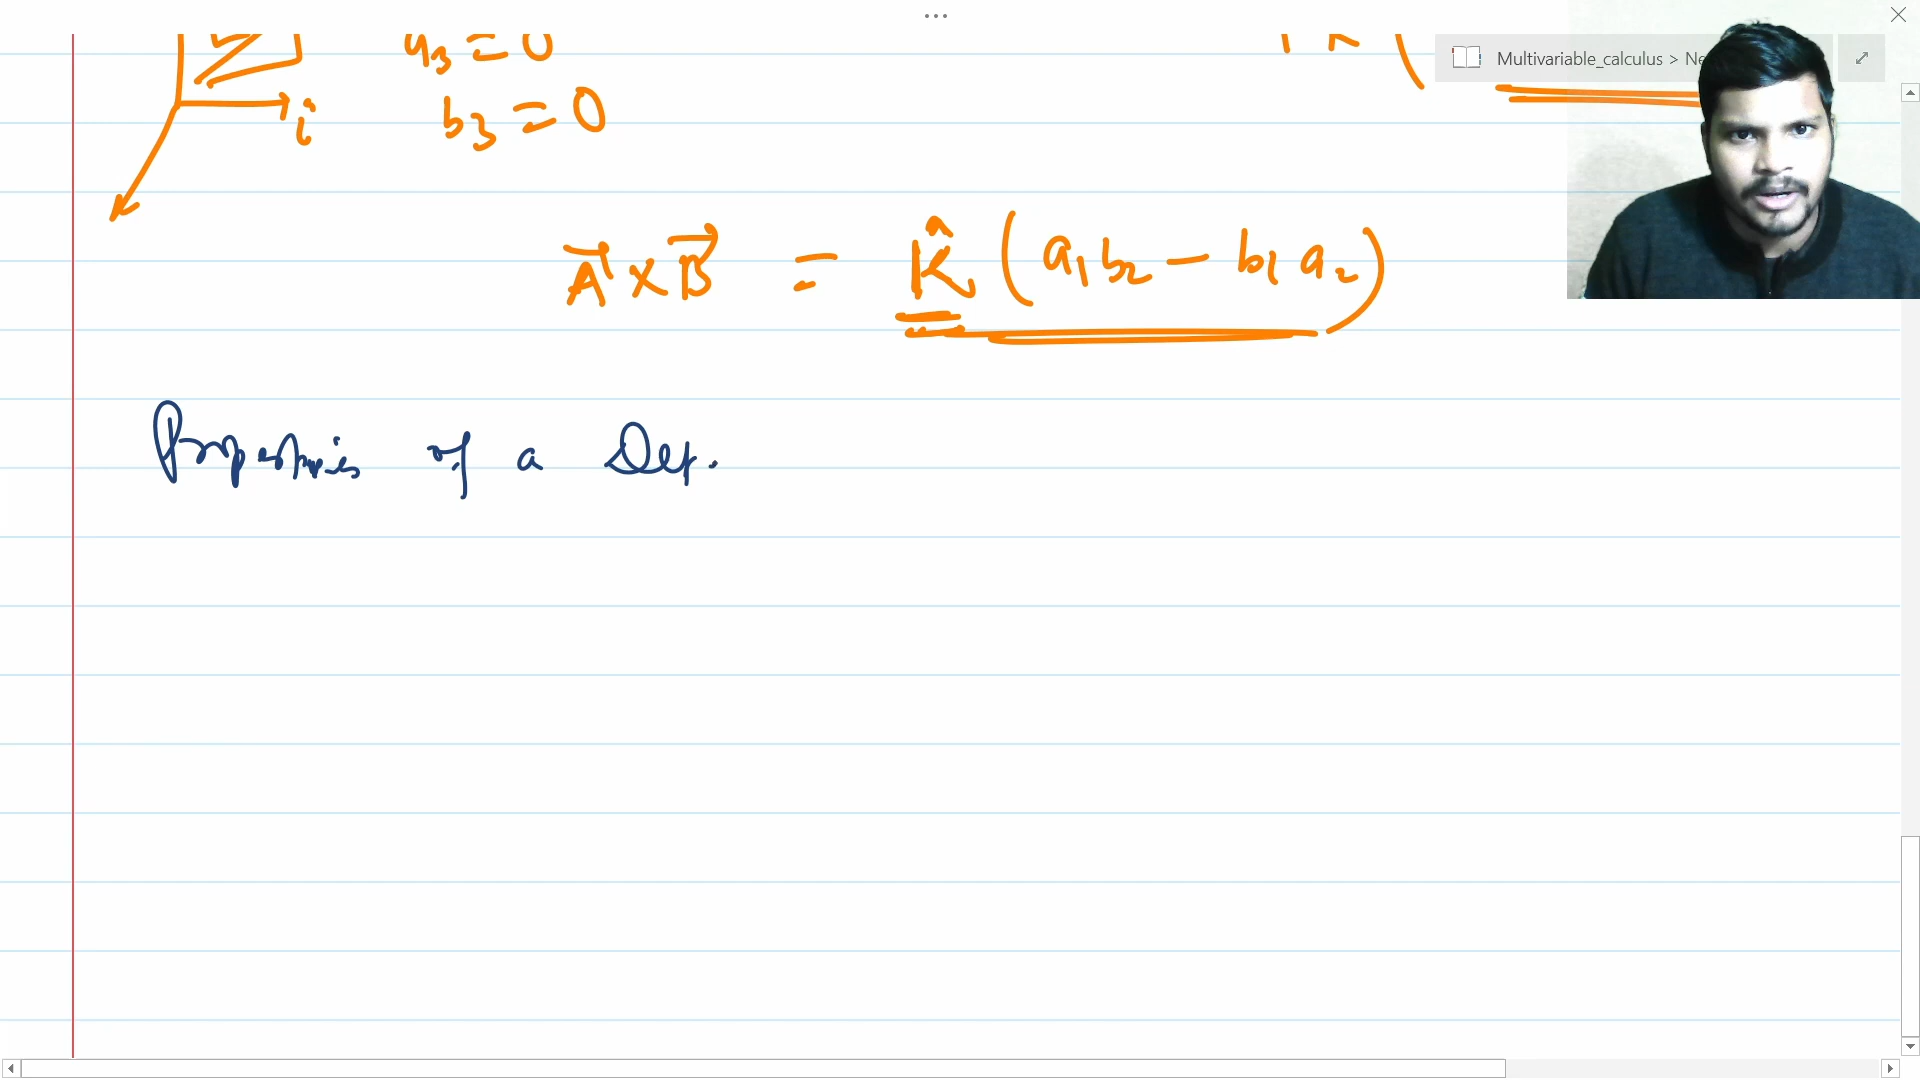 a₃ = 0
Multivariable_calculus > Ne
i
b₃ = 0
A⃗ × B⃗ = k̂ (a₁b₂ − b₁a₂)
Properties of a Det.